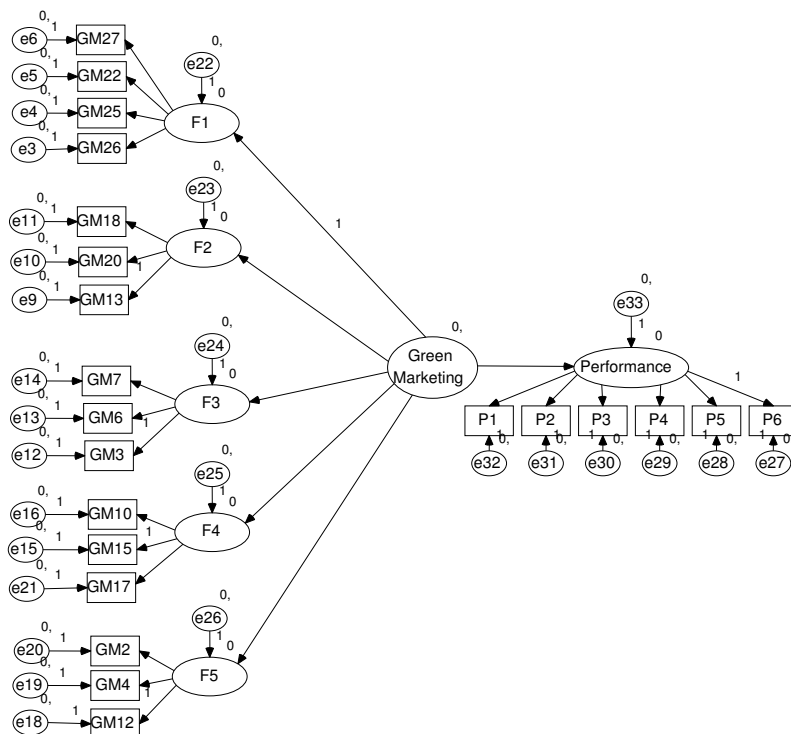 0,
e6
1
GM27
0,
e5
1
GM22
0,
e4
1
GM25
0,
e3
1
GM26
0,
e22
1
0
F1
0,
e11
1
GM18
0,
e10
1
GM20
0,
e9
1
GM13
0,
e23
1
0
F2
1
0,
e14
1
GM7
0,
e13
1
GM6
0,
e12
1
GM3
0,
e24
1
0
F3
1
0,
e16
1
GM10
0,
e15
1
GM15
0,
e21
1
GM17
0,
e25
1
0
F4
1
0,
e20
1
GM2
0,
e19
1
GM4
0,
e18
1
GM12
0,
e26
1
0
F5
1
1
0,
Green
Marketing
0,
e33
1
0
Performance
1
P1
P2
P3
P4
P5
P6
1
0,
1
0,
1
0,
1
0,
1
0,
1
0,
e32
e31
e30
e29
e28
e27